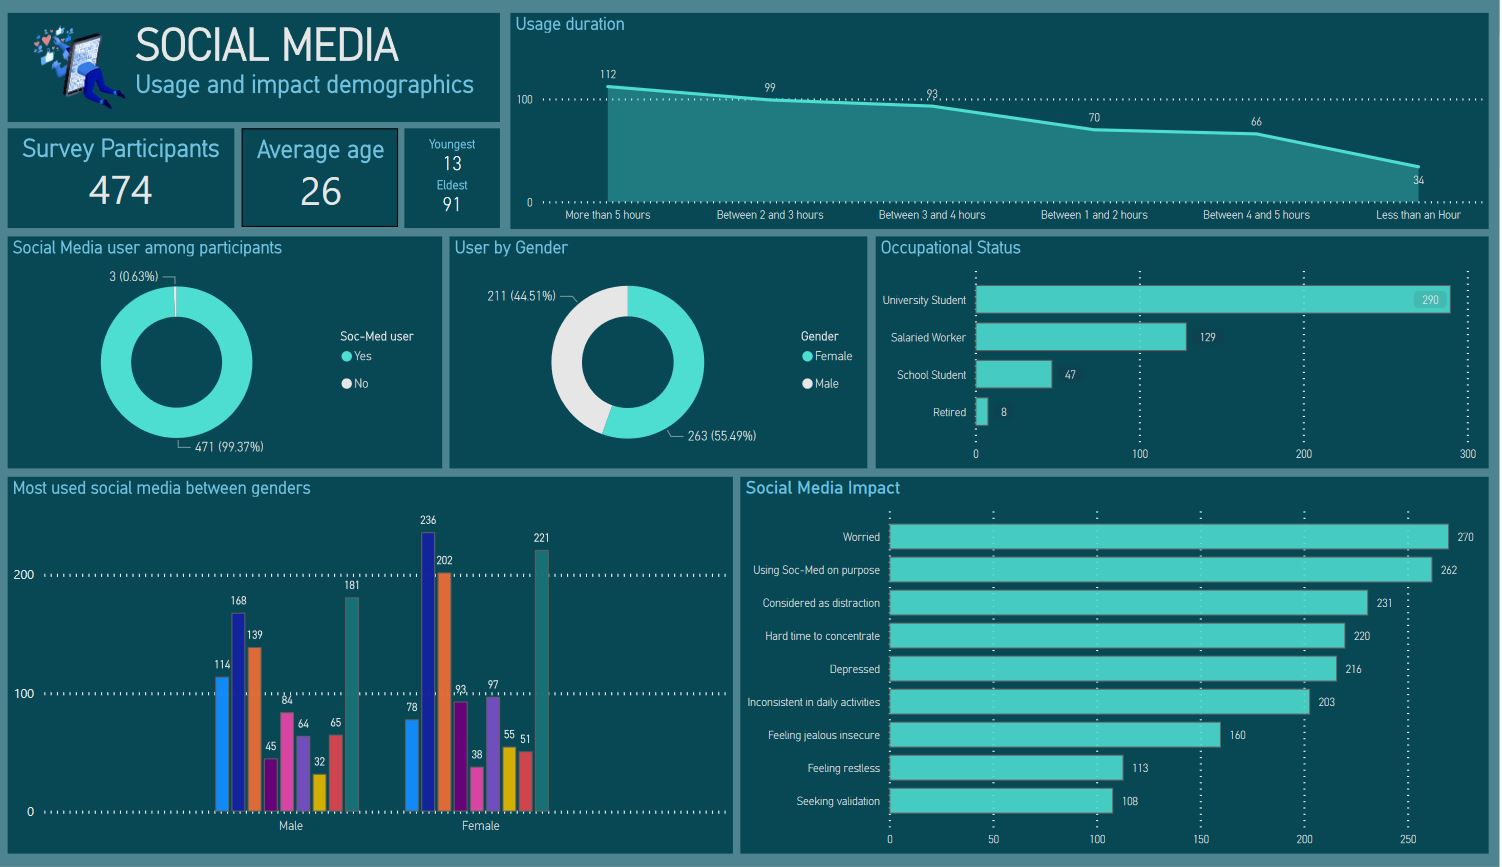 SOCIAL MEDIA
Usage and impact demographics
Survey Participants
474
Average age
26
Youngest
13
Eldest
91
Usage duration
112
99
93
70
66
34
100
0
More than 5 hours
Between 2 and 3 hours
Between 3 and 4 hours
Between 1 and 2 hours
Between 4 and 5 hours
Less than an Hour
Social Media user among participants
3 (0.63%)
471 (99.37%)
Soc-Med user
Yes
No
User by Gender
211 (44.51%)
263 (55.49%)
Gender
Female
Male
Occupational Status
University Student
290
Salaried Worker
129
School Student
47
Retired
8
0
100
200
300
Most used social media between genders
200
100
0
114
168
139
45
84
64
32
65
181
78
236
202
93
38
97
55
51
221
Male
Female
Social Media Impact
Worried
270
Using Soc-Med on purpose
262
Considered as distraction
231
Hard time to concentrate
220
Depressed
216
Inconsistent in daily activities
203
Feeling jealous insecure
160
Feeling restless
113
Seeking validation
108
0
50
100
150
200
250